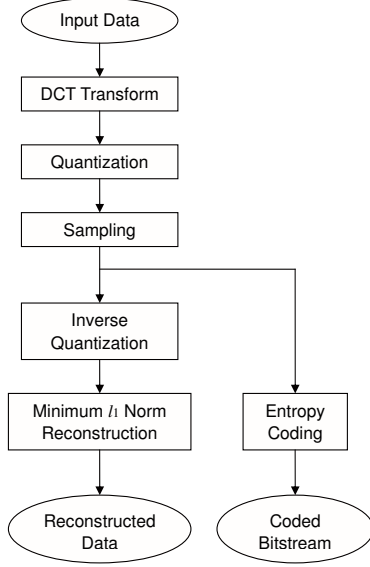 Input Data
DCT Transform
Quantization
Sampling
Inverse
Quantization
Minimum l1 Norm
Reconstruction
Entropy
Coding
Reconstructed
Data
Coded
Bitstream